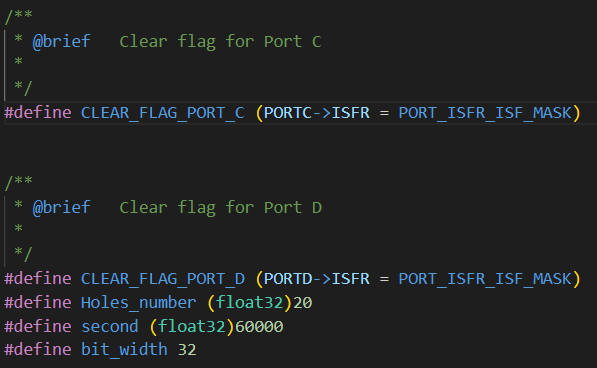 /**
 * @brief   Clear flag for Port C
 *
 */
#define CLEAR_FLAG_PORT_C (PORTC->ISFR = PORT_ISFR_ISF_MASK)
/**
 * @brief   Clear flag for Port D
 *
 */
#define CLEAR_FLAG_PORT_D (PORTD->ISFR = PORT_ISFR_ISF_MASK)
#define Holes_number (float32)20
#define second (float32)60000
#define bit_width 32